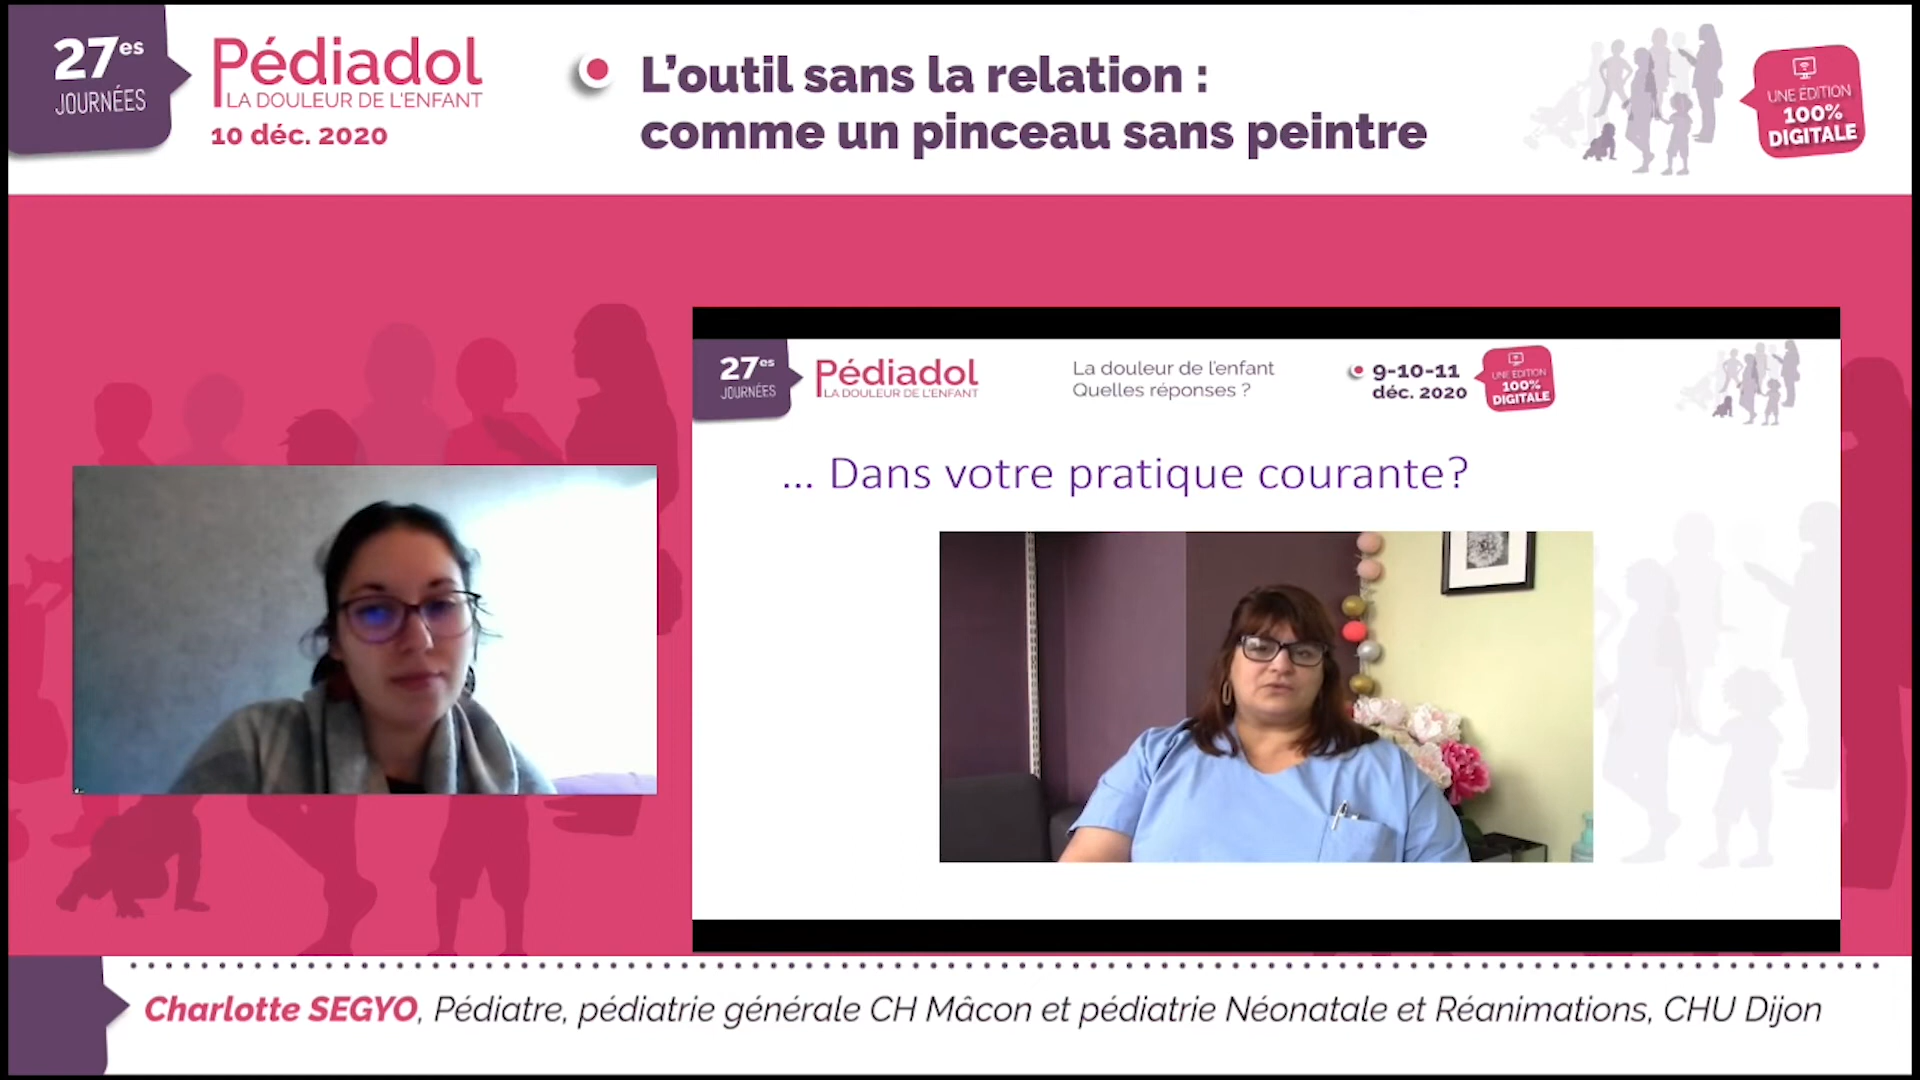 27es
JOURNÉES
Pédiadol
LA DOULEUR DE L'ENFANT
10 déc. 2020
L'outil sans la relation :
comme un pinceau sans peintre
UNE ÉDITION
100%
DIGITALE
27es
JOURNÉES
Pédiadol
LA DOULEUR DE L'ENFANT
La douleur de l'enfant
Quelles réponses ?
9-10-11
déc. 2020
UNE ÉDITION
100%
DIGITALE
... Dans votre pratique courante?
Charlotte SEGYO, Pédiatre, pédiatrie générale CH Mâcon et pédiatrie Néonatale et Réanimations, CHU Dijon